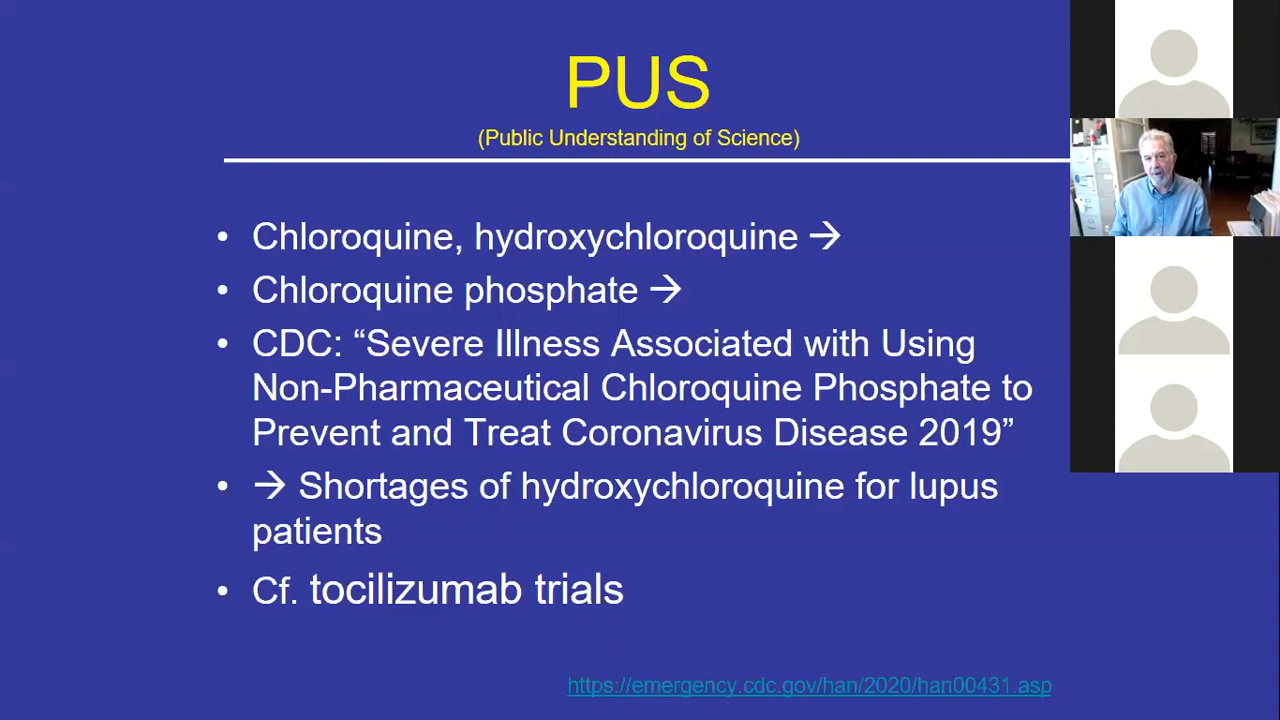 PUS
(Public Understanding of Science)
• Chloroquine, hydroxychloroquine →
• Chloroquine phosphate →
• CDC: “Severe Illness Associated with Using
Non-Pharmaceutical Chloroquine Phosphate to
Prevent and Treat Coronavirus Disease 2019”
• → Shortages of hydroxychloroquine for lupus
patients
• Cf. tocilizumab trials
https://emergency.cdc.gov/han/2020/han00431.asp